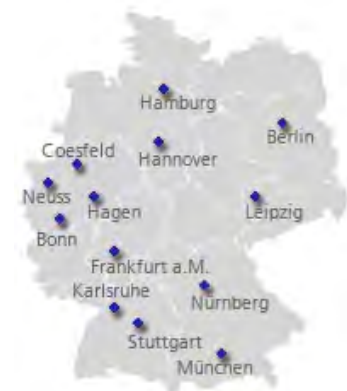 Hamburg
Berlin
Coesfeld
Hannover
Neuss
Hagen
Leipzig
Bonn
Frankfurt a.M.
Karlsruhe
Nürnberg
Stuttgart
München